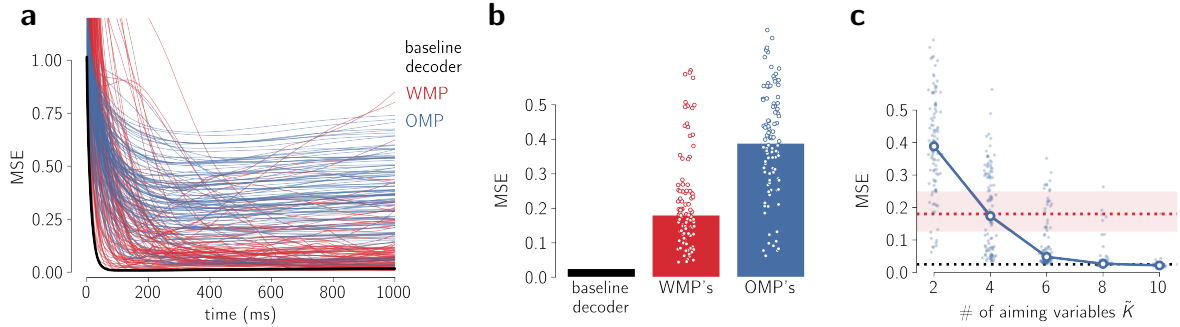 a
1.00
0.75
0.50
0.25
0.00
MSE
0
200
400
600
800
1000
time (ms)
baseline
decoder
WMP
OMP
b
0.5
0.4
0.3
0.2
0.1
0.0
MSE
baseline
decoder
WMP's
OMP's
c
0.5
0.4
0.3
0.2
0.1
0.0
MSE
2
4
6
8
10
# of aiming variables K̃